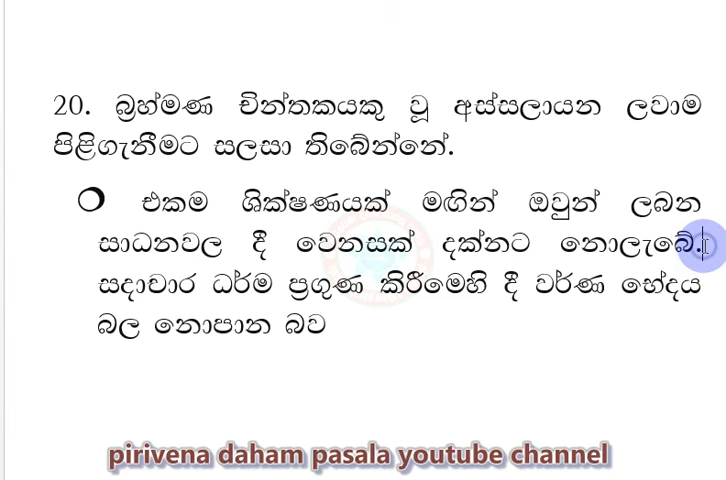 20. බ්‍රාහ්මණ චින්තකයකු වූ අස්සලායන ලවාම
පිළිගැනීමට සලසා තිබේන්නේ.
එකම ශික්ෂණයක් මඟින් ඔවුන් ලබන
සාධනවල දී වෙනසක් දක්නට නොලැබේ.
සදාචාර ධර්ම ප්‍රගුණ කිරීමෙහි දී වර්ණ භේදය
බල නොපාන බව
pirivena daham pasala youtube channel